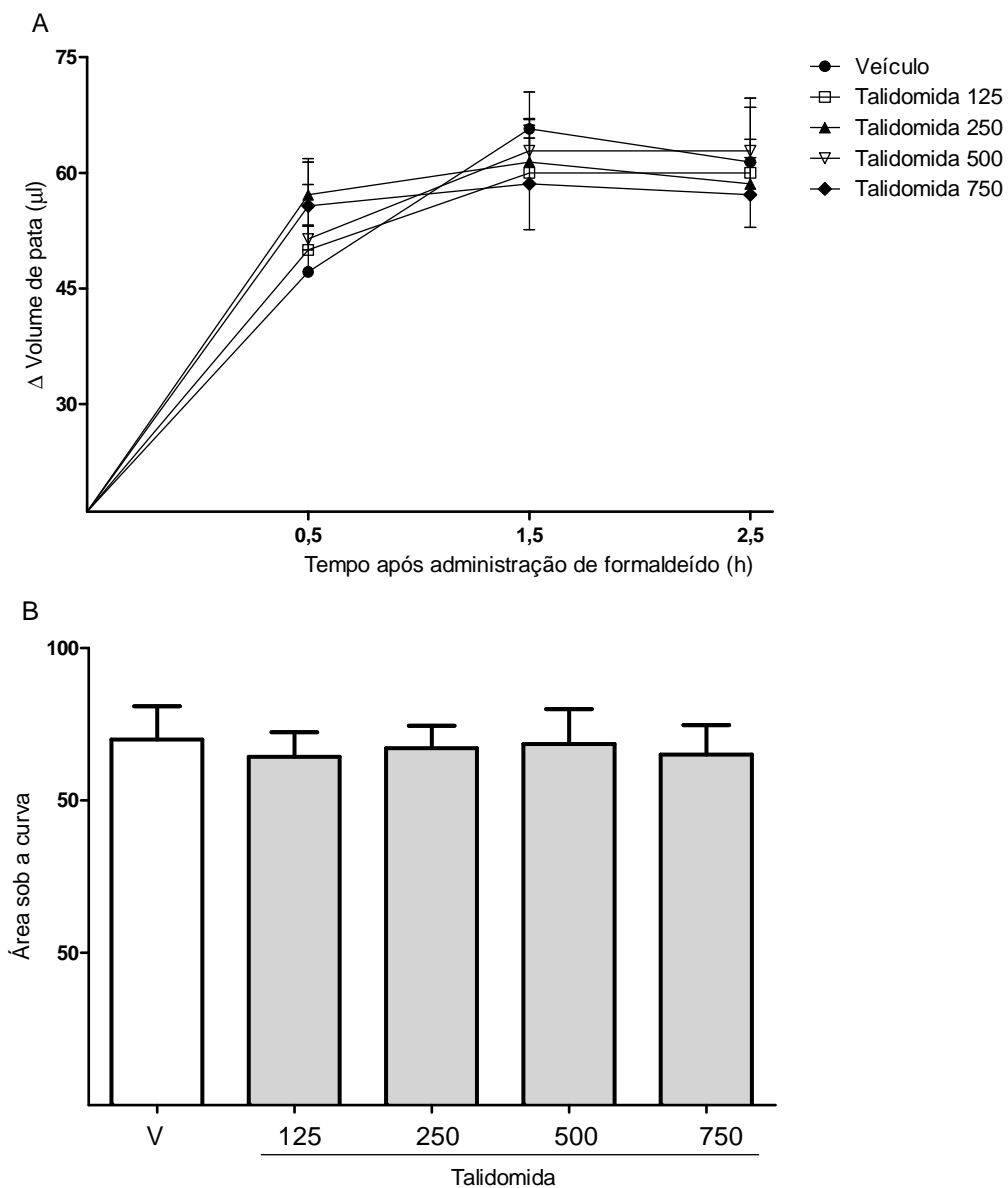 A
75
60
45
30
Δ Volume de pata (µl)
0,5 1,5 2,5
Tempo após administração de formaldeído (h)
Veículo
Talidomida 125
Talidomida 250
Talidomida 500
Talidomida 750
B
100
50
50
Área sob a curva
V 125 250 500 750
Talidomida